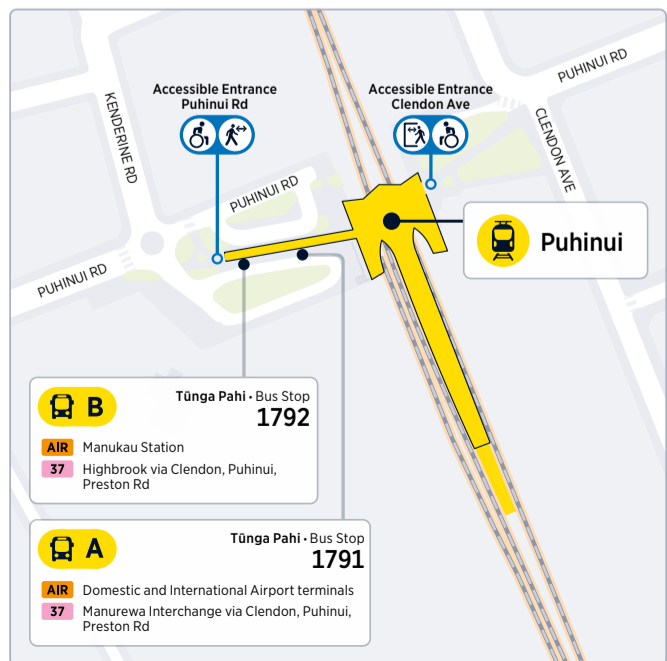 PUHINUI RD
Accessible Entrance
Puhinui Rd
Accessible Entrance
Clendon Ave
KENDERINE RD
CLENDON AVE
PUHINUI RD
Puhinui
PUHINUI RD
B
Tūnga Pahi • Bus Stop
1792
AIR Manukau Station
37 Highbrook via Clendon, Puhinui,
Preston Rd
A
Tūnga Pahi • Bus Stop
1791
AIR Domestic and International Airport terminals
37 Manurewa Interchange via Clendon, Puhinui,
Preston Rd